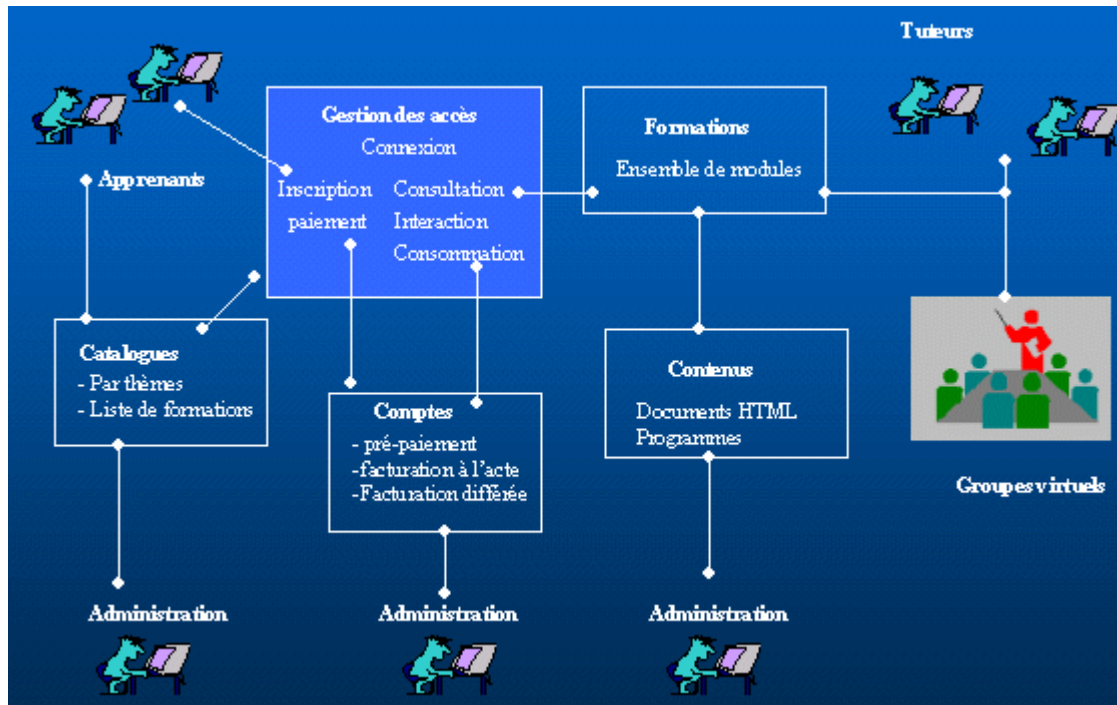 Tuteurs
Apprenants
Gestion des accès
Connexion
Inscription
paiement
Consultation
Interaction
Consommation
Formations
Ensemble de modules
Catalogues
- Par thèmes
- Liste de formations
Comptes
- pré-paiement
-facturation à l'acte
-Facturation différée
Contenus
Documents HTML
Programmes
Groupes virtuels
Administration
Administration
Administration